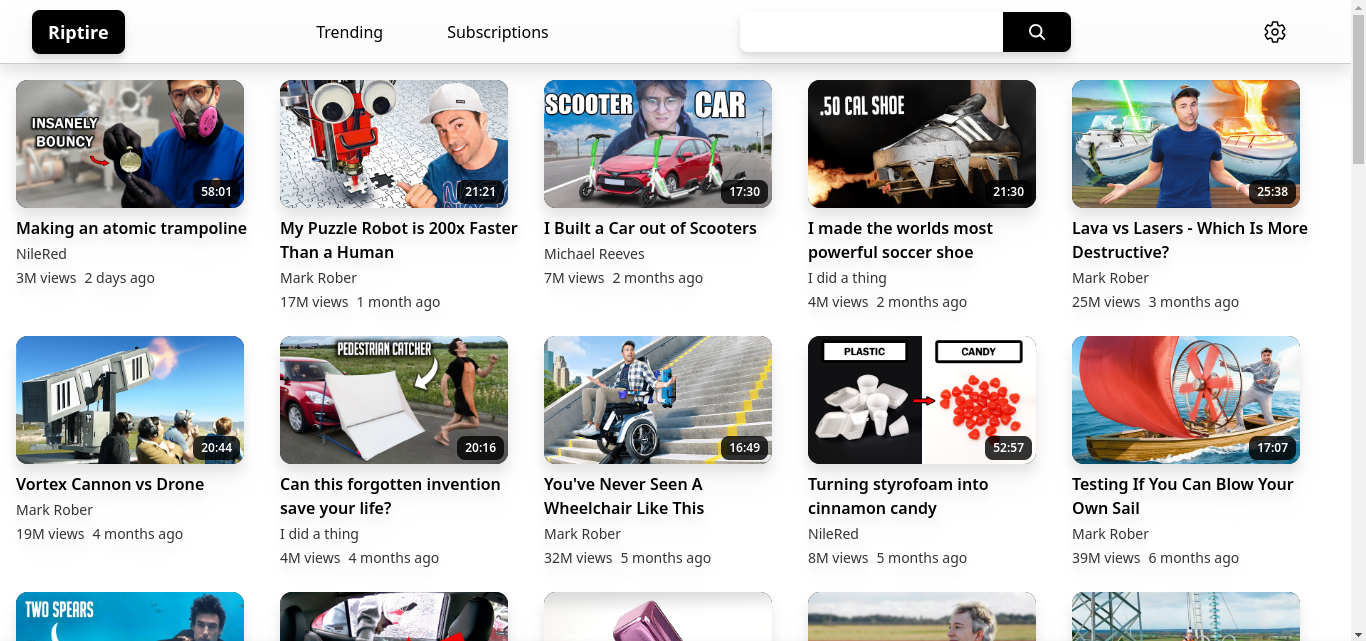 Riptire
Trending
Subscriptions
INSANELY
BOUNCY
58:01
Making an atomic trampoline
NileRed
3M views 2 days ago
21:21
My Puzzle Robot is 200x Faster
Than a Human
Mark Rober
17M views 1 month ago
SCOOTER CAR
17:30
I Built a Car out of Scooters
Michael Reeves
7M views 2 months ago
.50 CAL SHOE
21:30
I made the worlds most
powerful soccer shoe
I did a thing
4M views 2 months ago
25:38
Lava vs Lasers - Which Is More
Destructive?
Mark Rober
25M views 3 months ago
20:44
Vortex Cannon vs Drone
Mark Rober
19M views 4 months ago
PEDESTRIAN CATCHER
20:16
Can this forgotten invention
save your life?
I did a thing
4M views 4 months ago
16:49
You've Never Seen A
Wheelchair Like This
Mark Rober
32M views 5 months ago
PLASTIC CANDY
52:57
Turning styrofoam into
cinnamon candy
NileRed
8M views 5 months ago
17:07
Testing If You Can Blow Your
Own Sail
Mark Rober
39M views 6 months ago
TWO SPEARS